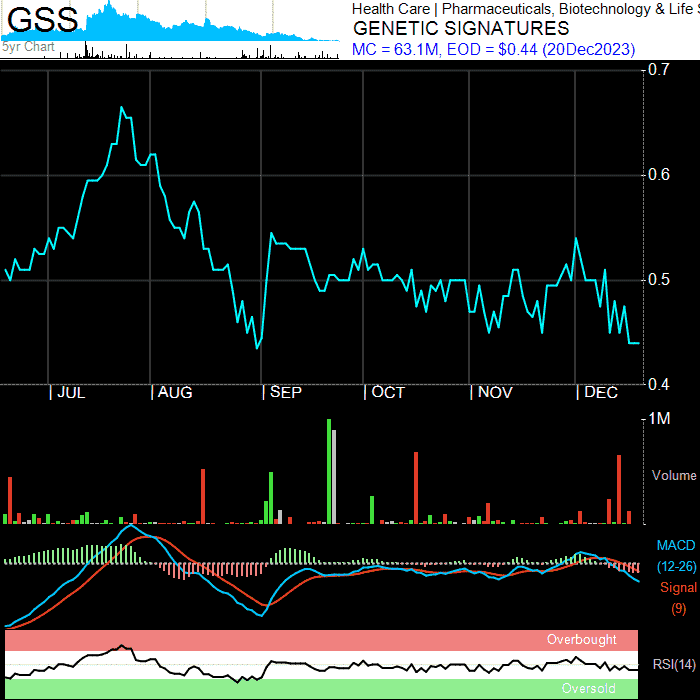 GSS
5yr Chart
Health Care | Pharmaceuticals, Biotechnology & Life S
GENETIC SIGNATURES
MC = 63.1M, EOD = $0.44 (20Dec2023)
0.7
0.6
0.5
0.4
| JUL | AUG | SEP | OCT | NOV | DEC
1M
Volume
MACD
(12-26)
Signal
(9)
Overbought
RSI(14)
Oversold